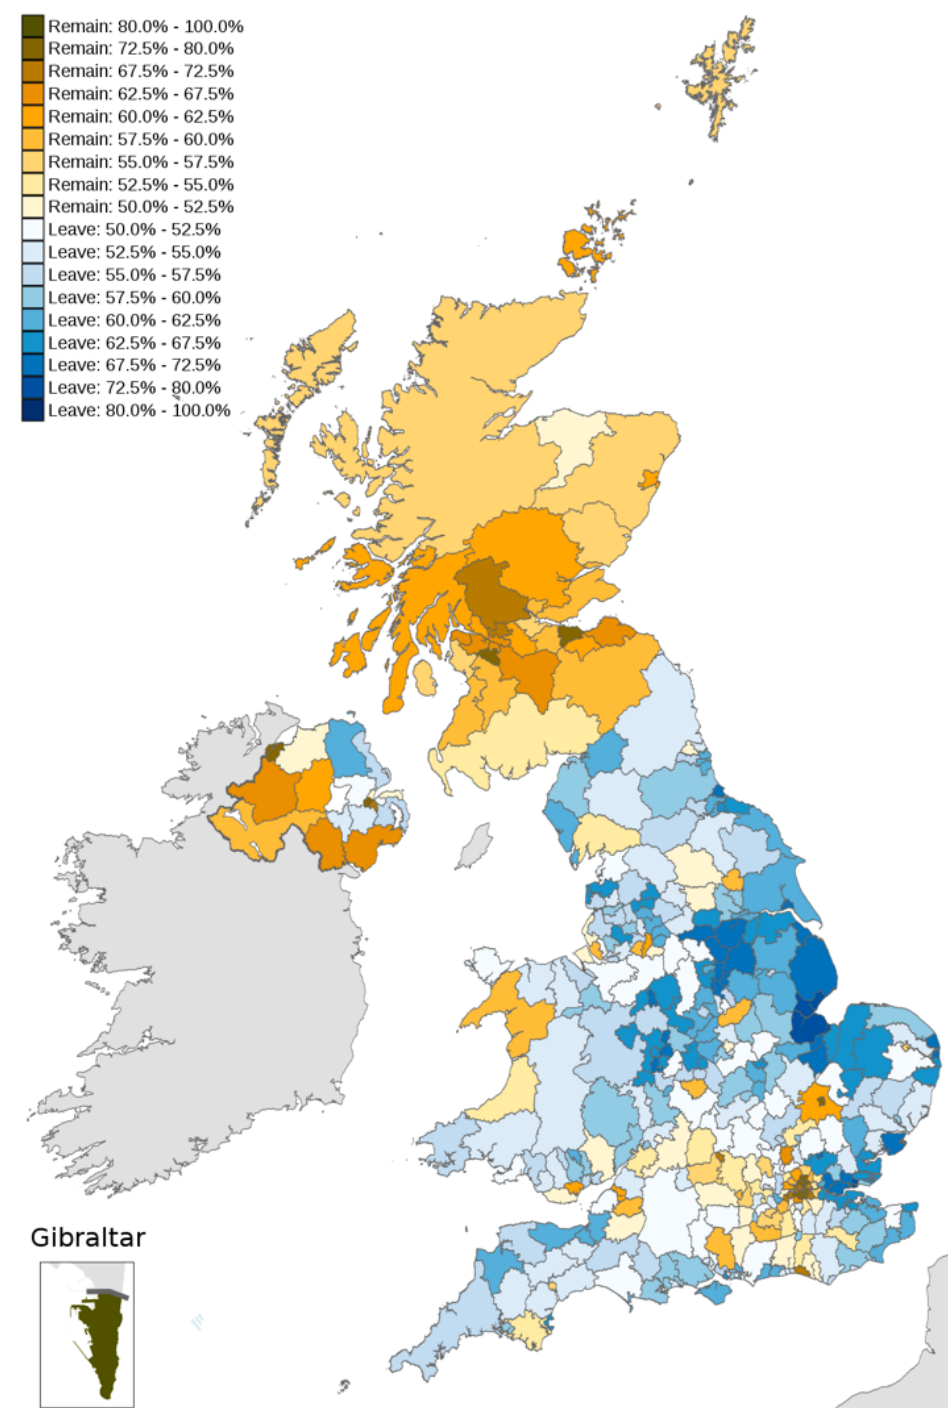 Remain: 80.0% - 100.0%
Remain: 72.5% - 80.0%
Remain: 67.5% - 72.5%
Remain: 62.5% - 67.5%
Remain: 60.0% - 62.5%
Remain: 57.5% - 60.0%
Remain: 55.0% - 57.5%
Remain: 52.5% - 55.0%
Remain: 50.0% - 52.5%
Leave: 50.0% - 52.5%
Leave: 52.5% - 55.0%
Leave: 55.0% - 57.5%
Leave: 57.5% - 60.0%
Leave: 60.0% - 62.5%
Leave: 62.5% - 67.5%
Leave: 67.5% - 72.5%
Leave: 72.5% - 80.0%
Leave: 80.0% - 100.0%
Gibraltar